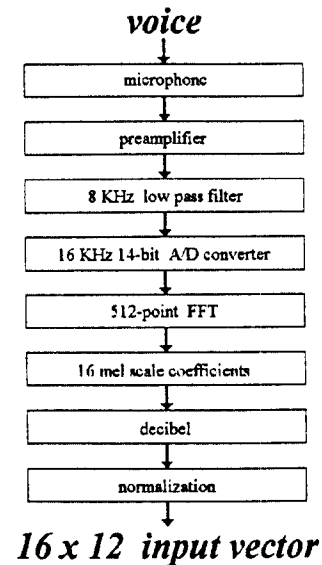 voice
microphone
preamplifier
8 KHz low pass filter
16 KHz 14-bit A/D converter
512-point FFT
16 mel scale coefficients
decibel
normalization
16 x 12 input vector